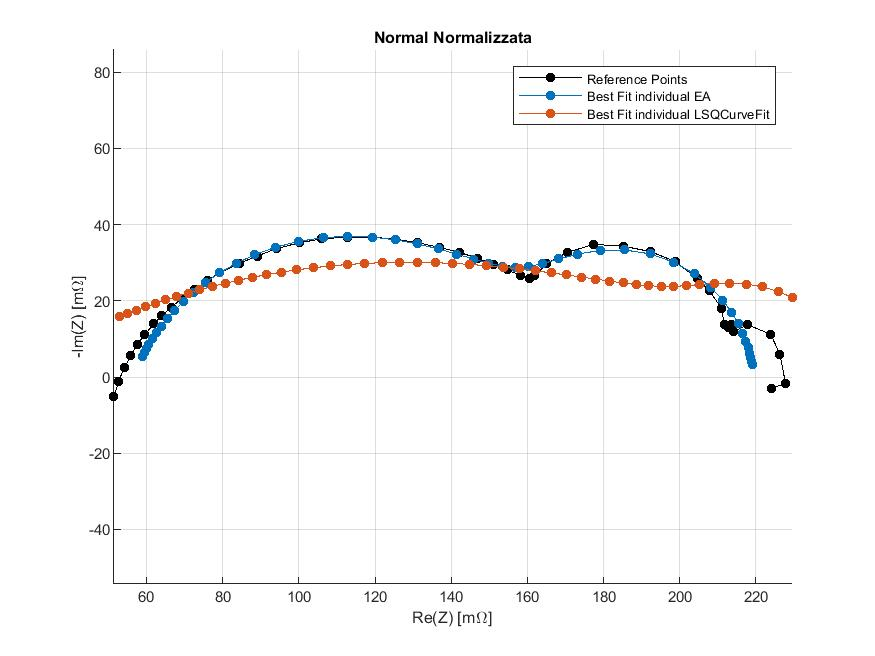 Normal Normalizzata
Reference Points
Best Fit individual EA
Best Fit individual LSQCurveFit
80
60
40
20
0
-20
-40
-Im(Z) [mΩ]
60 80 100 120 140 160 180 200 220
Re(Z) [mΩ]